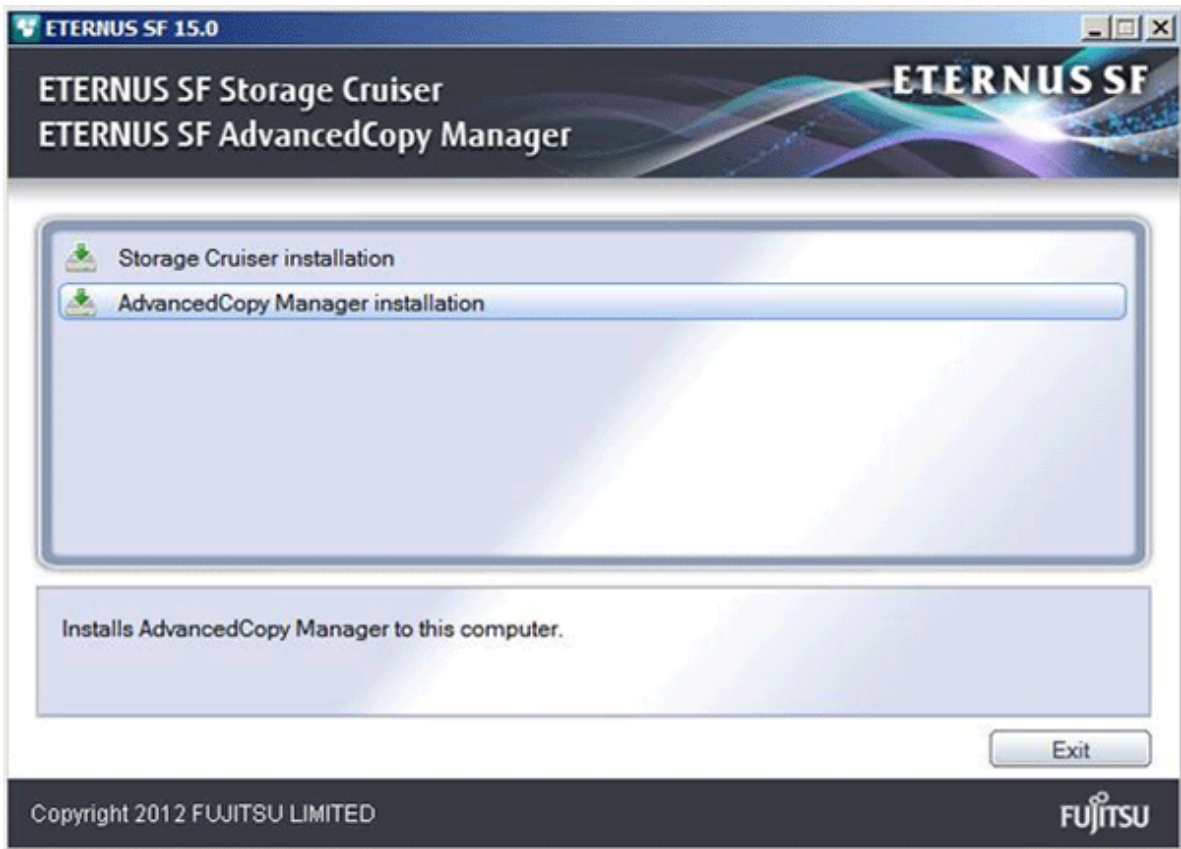 ETERNUS SF 15.0
ETERNUS SF Storage Cruiser
ETERNUS SF AdvancedCopy Manager
ETERNUS SF
Storage Cruiser installation
AdvancedCopy Manager installation
Installs AdvancedCopy Manager to this computer.
Exit
Copyright 2012 FUJITSU LIMITED
FUJITSU